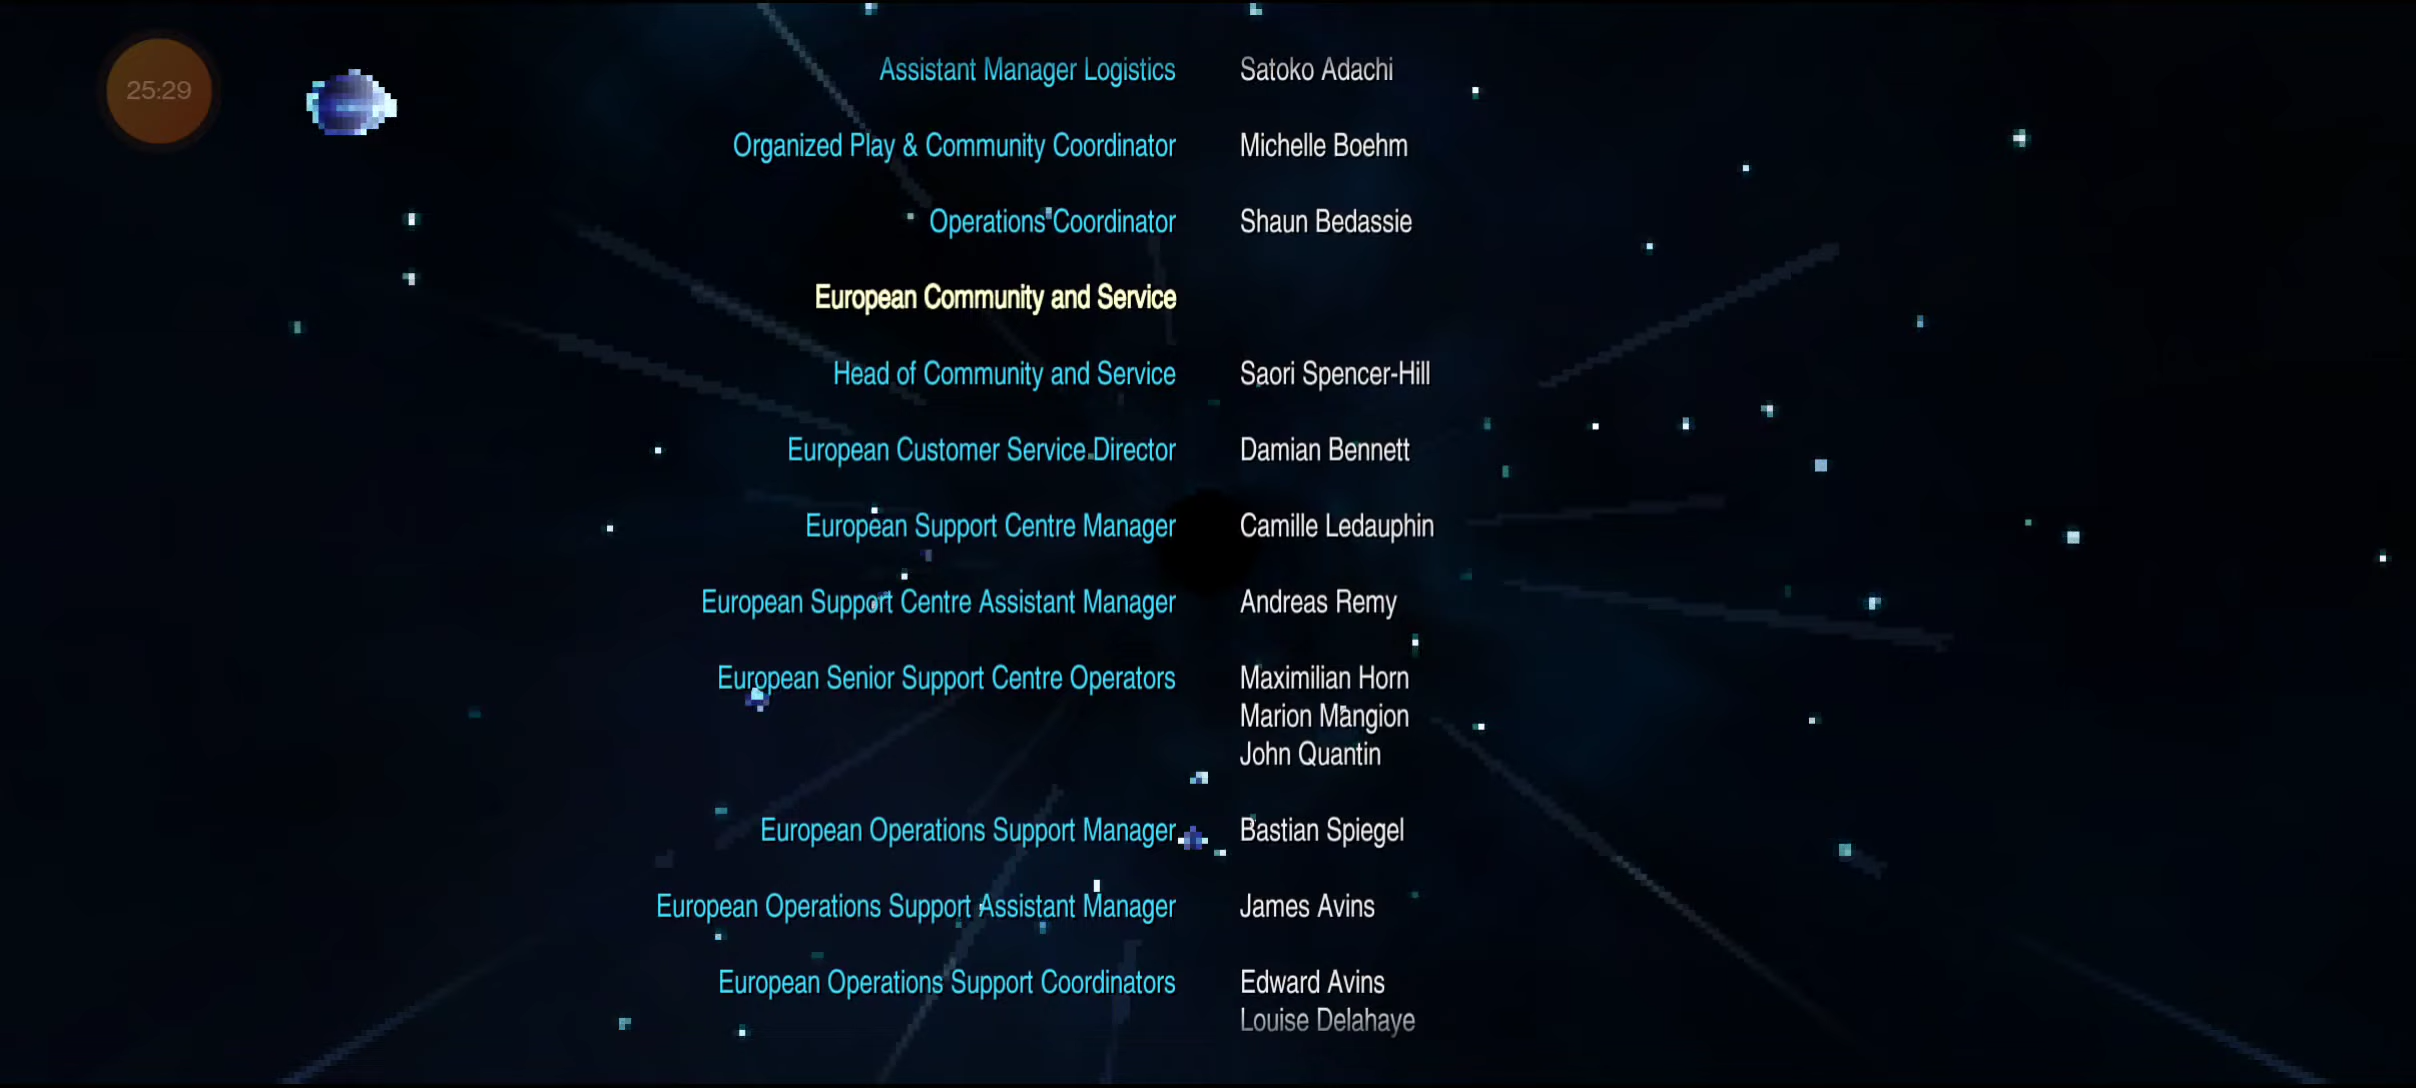 25:29
Assistant Manager Logistics Satoko Adachi
Organized Play & Community Coordinator Michelle Boehm
Operations Coordinator Shaun Bedassie
European Community and Service
Head of Community and Service Saori Spencer-Hill
European Customer Service Director Damian Bennett
European Support Centre Manager Camille Ledauphin
European Support Centre Assistant Manager Andreas Remy
European Senior Support Centre Operators Maximilian Horn
Marion Mangion
John Quantin
European Operations Support Manager Bastian Spiegel
European Operations Support Assistant Manager James Avins
European Operations Support Coordinators Edward Avins
Louise Delahaye